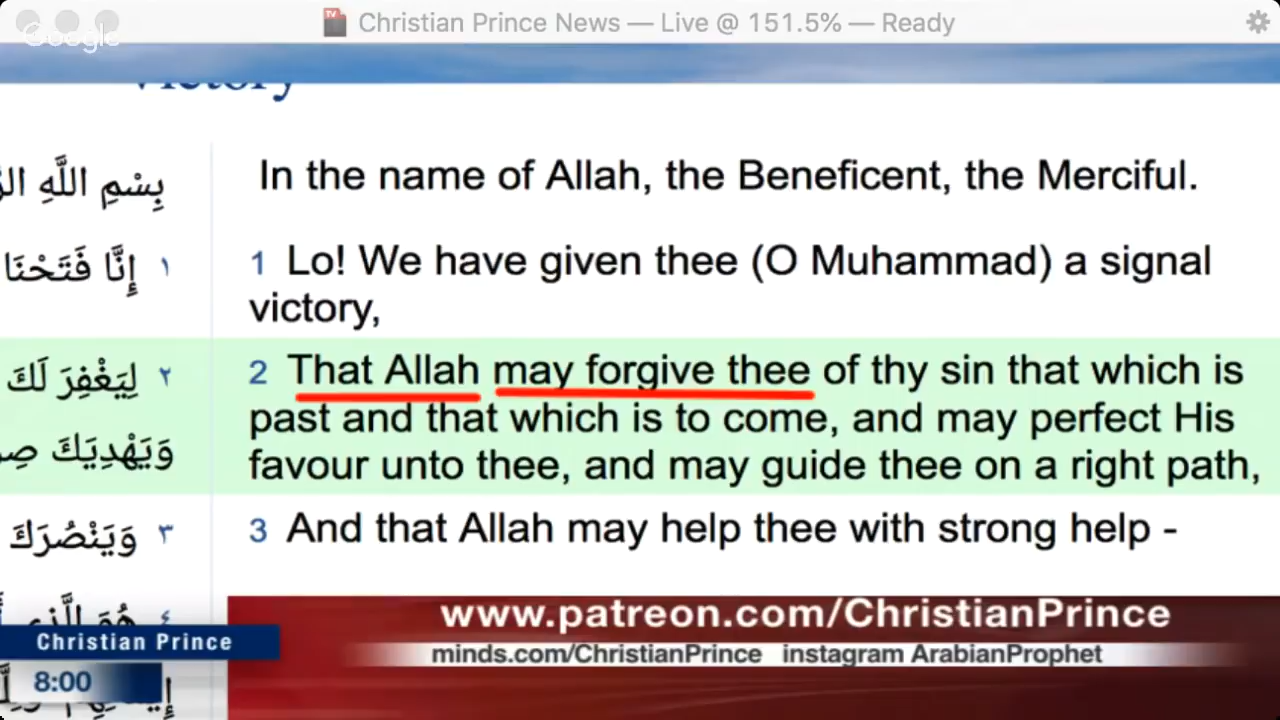 Christian Prince News — Live @ 151.5% — Ready
Google
Victory
بِسْمِ اللَّهِ
In the name of Allah, the Beneficent, the Merciful.
١ إِنَّا فَتَحْنَا
1 Lo! We have given thee (O Muhammad) a signal
victory,
٢ لِيَغْفِرَ لَكَ
2 That Allah may forgive thee of thy sin that which is
past and that which is to come, and may perfect His
وَيَهْدِيَكَ
favour unto thee, and may guide thee on a right path,
٣ وَيَنْصُرَكَ
3 And that Allah may help thee with strong help -
٤ هُوَ الَّذِي
www.patreon.com/ChristianPrince
Christian Prince
minds.com/ChristianPrince instagram ArabianProphet
8:00